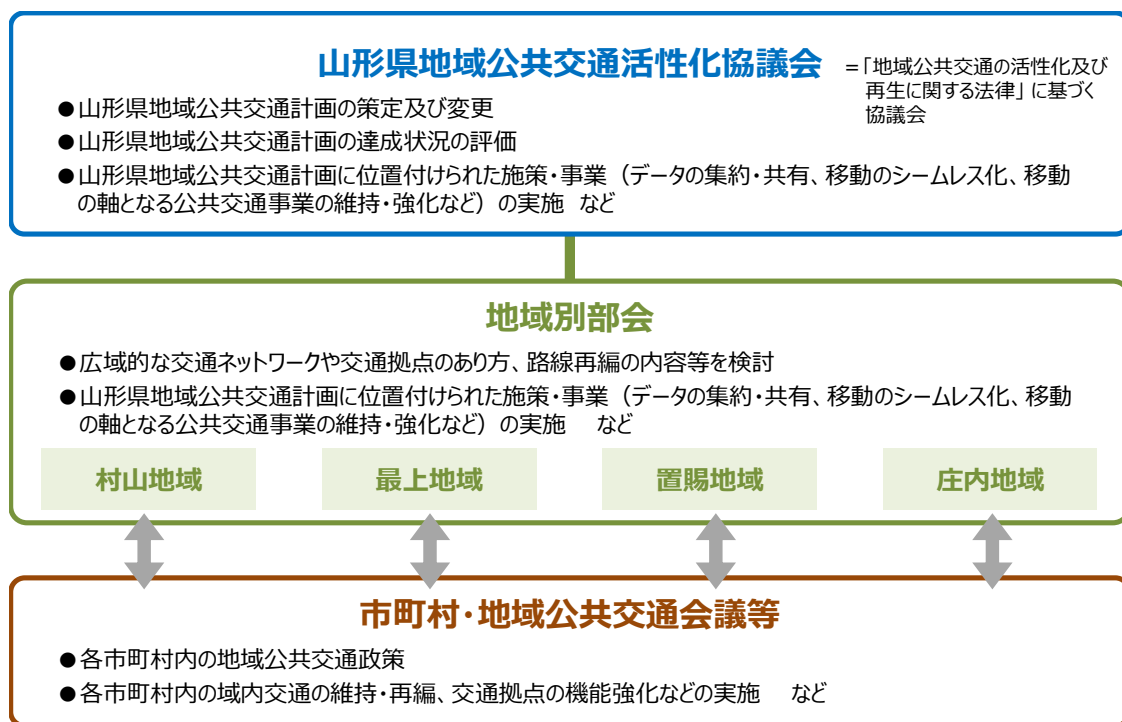 山形県地域公共交通活性化協議会
=「地域公共交通の活性化及び
再生に関する法律」に基づく
協議会
●山形県地域公共交通計画の策定及び変更
●山形県地域公共交通計画の達成状況の評価
●山形県地域公共交通計画に位置付けられた施策・事業（データの集約・共有、移動のシームレス化、移動
の軸となる公共交通事業の維持・強化など）の実施 など
地域別部会
●広域的な交通ネットワークや交通拠点のあり方、路線再編の内容等を検討
●山形県地域公共交通計画に位置付けられた施策・事業（データの集約・共有、移動のシームレス化、移動
の軸となる公共交通事業の維持・強化など）の実施 など
村山地域
最上地域
置賜地域
庄内地域
市町村・地域公共交通会議等
●各市町村内の地域公共交通政策
●各市町村内の域内交通の維持・再編、交通拠点の機能強化などの実施 など